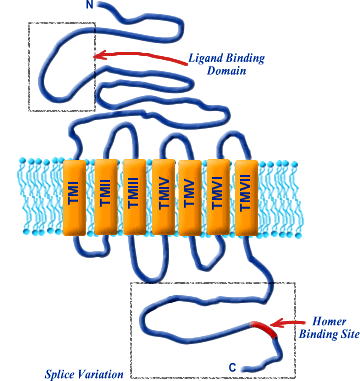 N
Ligand Binding
Domain
TMI
TMII
TMIII
TMIV
TMV
TMVI
TMVII
Homer
Binding Site
C
Splice Variation